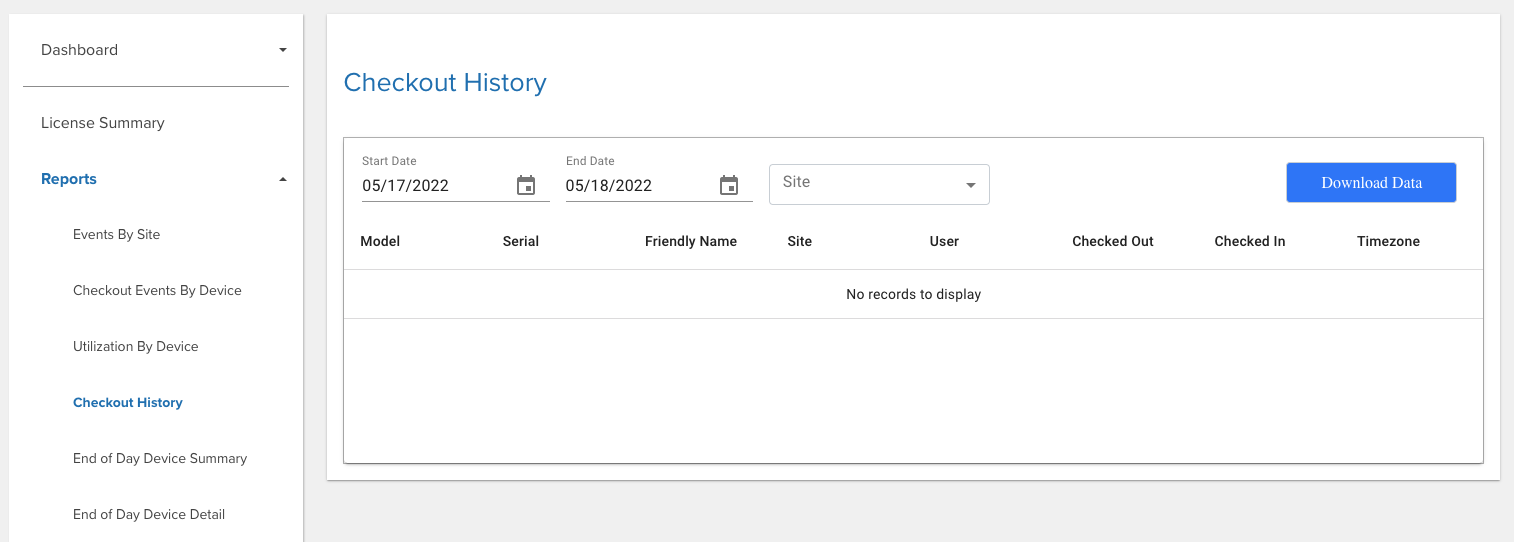 Dashboard
License Summary
Reports
Events By Site
Checkout Events By Device
Utilization By Device
Checkout History
End of Day Device Summary
End of Day Device Detail
Checkout History
Start Date
05/17/2022
End Date
05/18/2022
Site
Download Data
Model Serial Friendly Name Site User Checked Out Checked In Timezone
No records to display